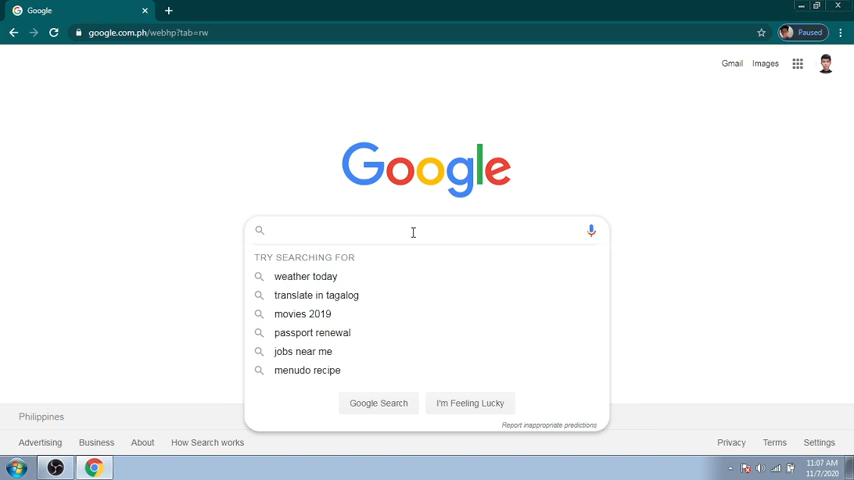 Google
google.com.ph/webhp?tab=rw
Paused
Gmail Images
Google
TRY SEARCHING FOR
weather today
translate in tagalog
movies 2019
passport renewal
jobs near me
menudo recipe
Google Search I'm Feeling Lucky
Report inappropriate predictions
Philippines
Advertising Business About How Search works Privacy Terms Settings
11:07 AM
11/7/2020